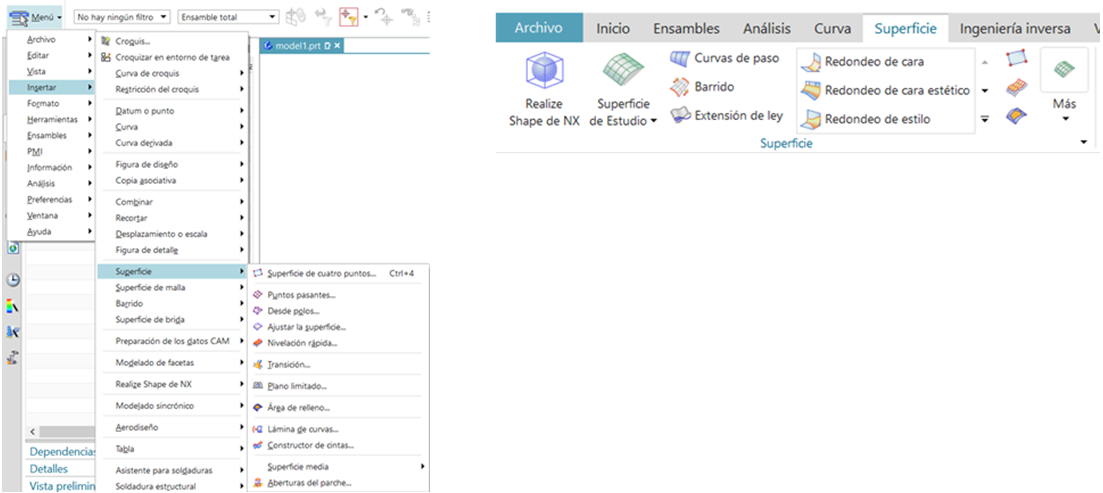 Menú
No hay ningún filtro
Ensamble total
Archivo
Editar
Vista
Insertar
Formato
Herramientas
Ensambles
PMI
Información
Análisis
Preferencias
Ventana
Ayuda
Croquis...
Croquizar en entorno de tarea
Curva de croquis
Restricción del croquis
Datum o punto
Curva
Curva derivada
Figura de diseño
Copia asociativa
Combinar
Recortar
Desplazamiento o escala
Figura de detalle
Superficie
Superficie de malla
Barrido
Superficie de brida
Preparación de los datos CAM
Modelado de facetas
Realize Shape de NX
Modelado sincrónico
Aerodiseño
Tabla
Asistente para soldaduras
Soldadura estructural
model1.prt
Superficie de cuatro puntos... Ctrl+4
Puntos pasantes...
Desde polos...
Ajustar la superficie...
Nivelación rápida...
Transición...
Plano limitado...
Área de relleno...
Lámina de curvas...
Constructor de cintas...
Superficie media
Aberturas del parche...
Dependencias
Detalles
Vista prelimin
Archivo Inicio Ensambles Análisis Curva Superficie Ingeniería inversa V
Realize
Shape de NX
Superficie
de Estudio
Curvas de paso
Barrido
Extensión de ley
Redondeo de cara
Redondeo de cara estético
Redondeo de estilo
Más
Superficie